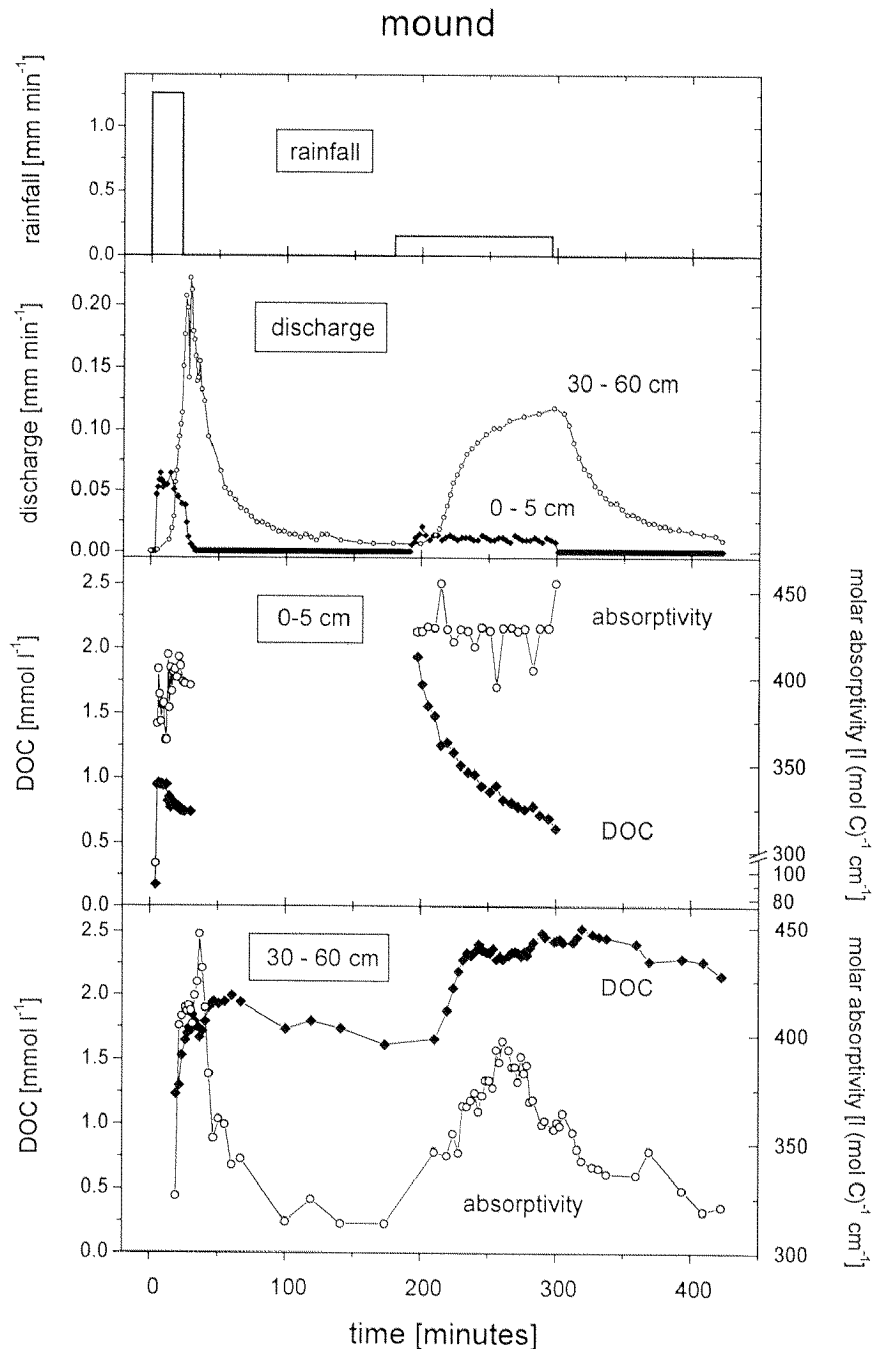 mound
rainfall [mm min⁻¹]
1.0
0.5
0.0
rainfall
discharge [mm min⁻¹]
0.20
0.15
0.10
0.05
0.00
discharge
30 - 60 cm
0 - 5 cm
DOC [mmol l⁻¹]
2.5
2.0
1.5
1.0
0.5
0.0
0-5 cm
absorptivity
DOC
450
400
350
300
100
80
molar absorptivity [l (mol C)⁻¹ cm⁻¹]
DOC [mmol l⁻¹]
2.5
2.0
1.5
1.0
0.5
0.0
30 - 60 cm
DOC
absorptivity
450
400
350
300
molar absorptivity [l (mol C)⁻¹ cm⁻¹]
0 100 200 300 400
time [minutes]